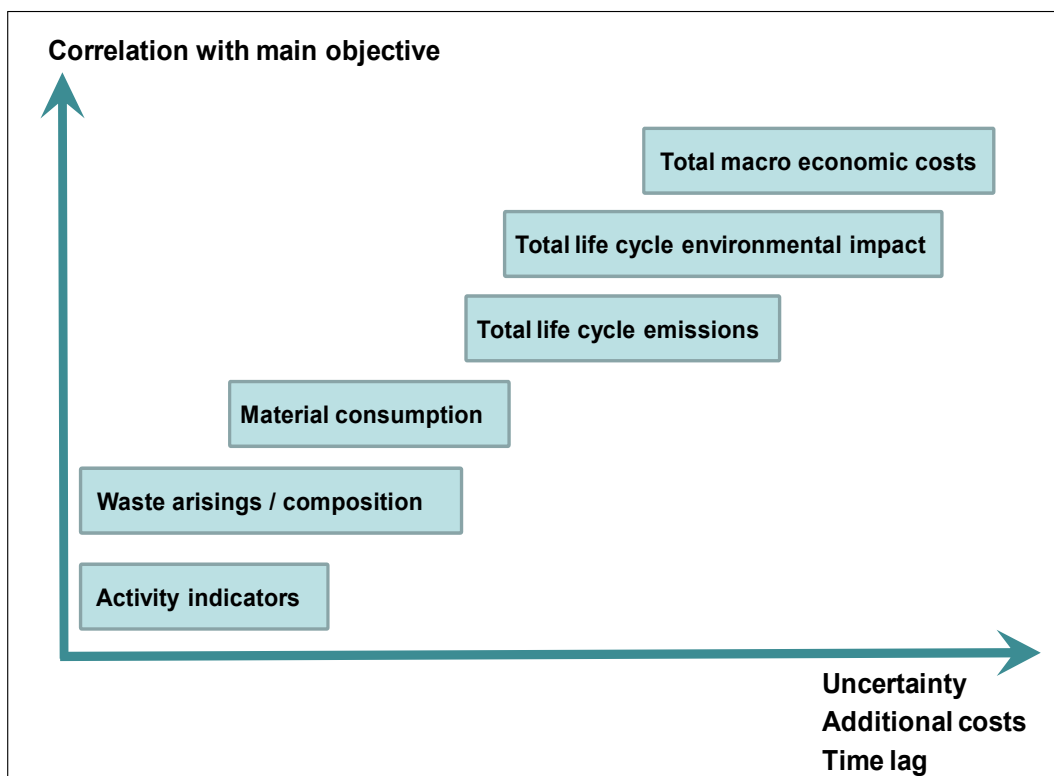 Correlation with main objective
Total macro economic costs
Total life cycle environmental impact
Total life cycle emissions
Material consumption
Waste arisings / composition
Activity indicators
Uncertainty
Additional costs
Time lag